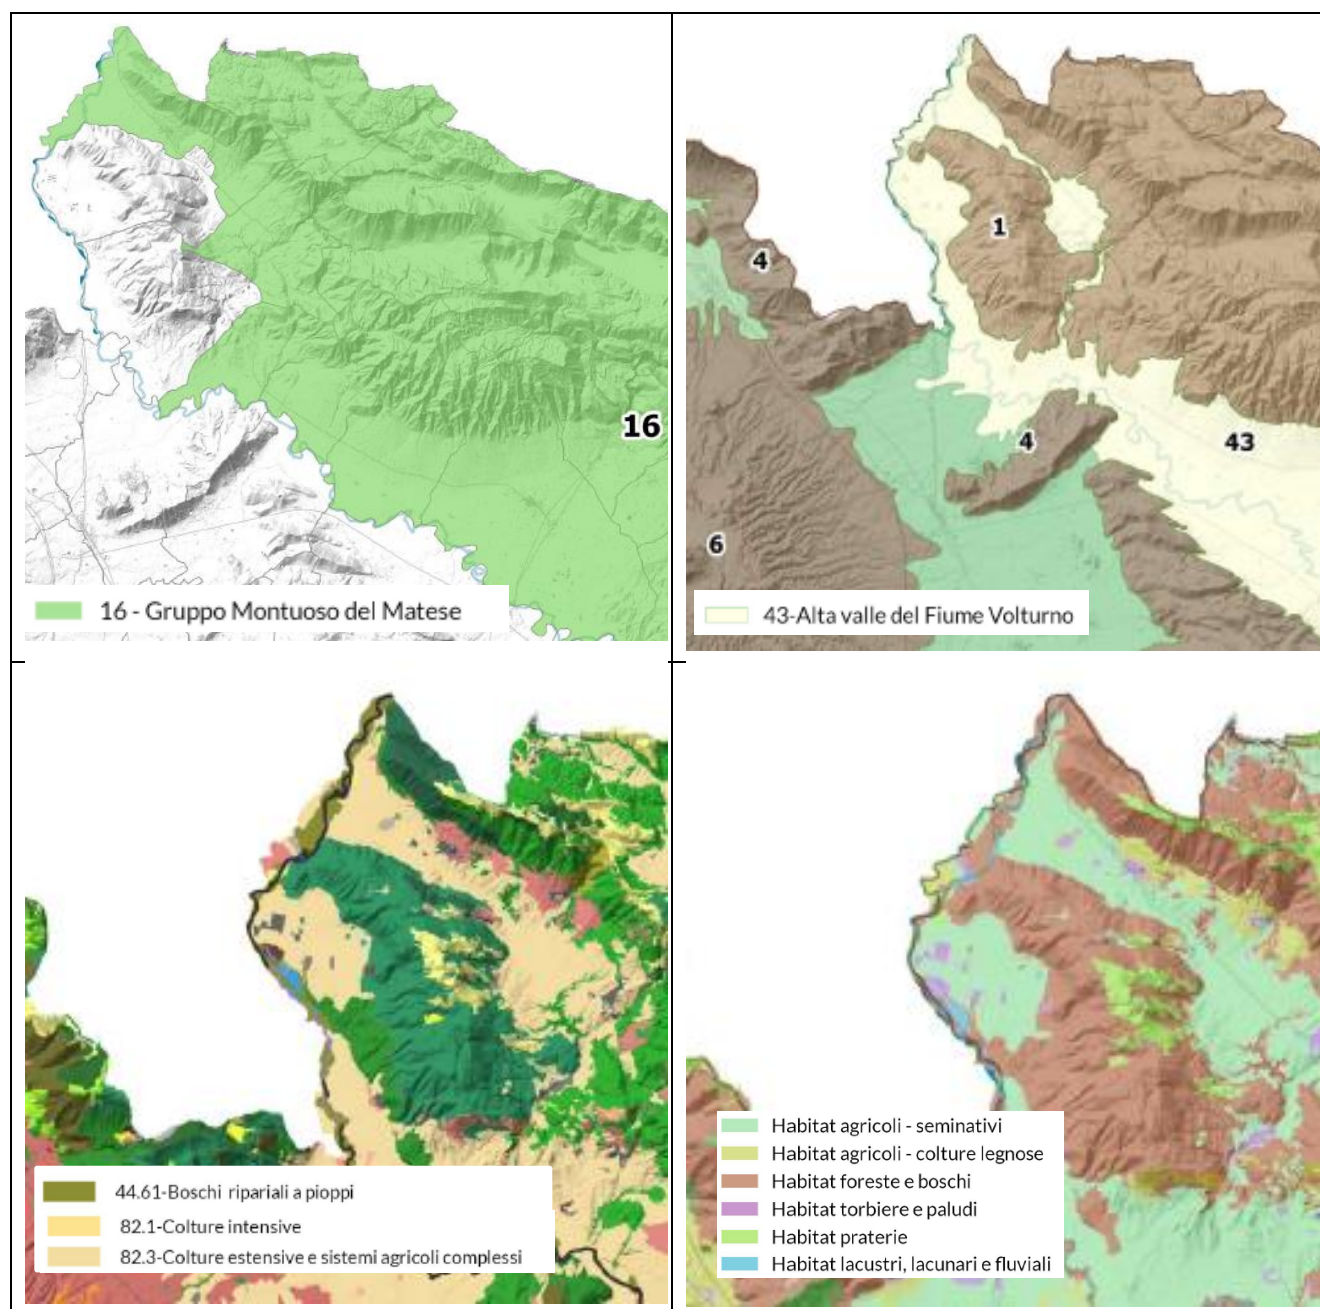 16
16 - Gruppo Montuoso del Matese
1
4
4
43
6
43-Alta valle del Fiume Volturno
44.61-Boschi ripariali a pioppi
82.1-Colture intensive
82.3-Colture estensive e sistemi agricoli complessi
Habitat agricoli - seminativi
Habitat agricoli - colture legnose
Habitat foreste e boschi
Habitat torbiere e paludi
Habitat praterie
Habitat lacustri, lacunari e fluviali